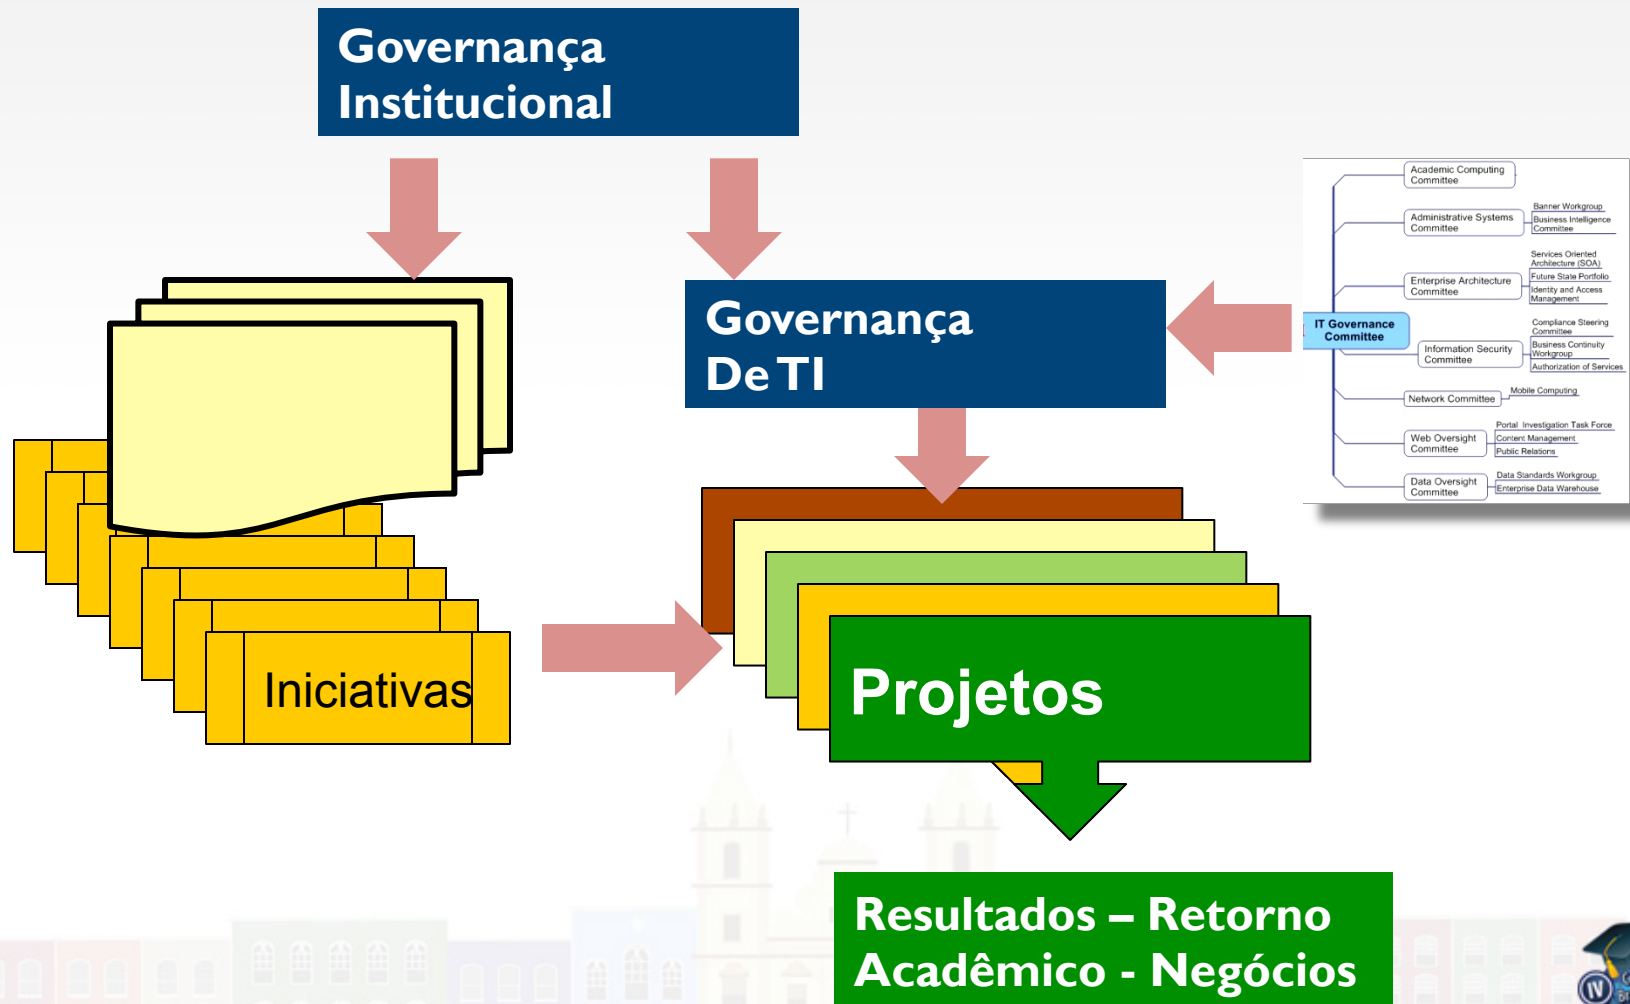 Governança
Institucional
Governança
De TI
Iniciativas
Projetos
Resultados – Retorno
Acadêmico - Negócios
IT Governance
Committee
Academic Computing
Committee
Administrative Systems
Committee
Banner Workgroup
Business Intelligence
Committee
Enterprise Architecture
Committee
Services Oriented
Architecture (SOA)
Future State Portfolio
Identity and Access
Management
Information Security
Committee
Compliance Steering
Committee
Business Continuity
Workgroup
Authorization of Services
Network Committee
Mobile Computing
Web Oversight
Committee
Portal Investigation Task Force
Content Management
Public Relations
Data Oversight
Committee
Data Standards Workgroup
Enterprise Data Warehouse
IV